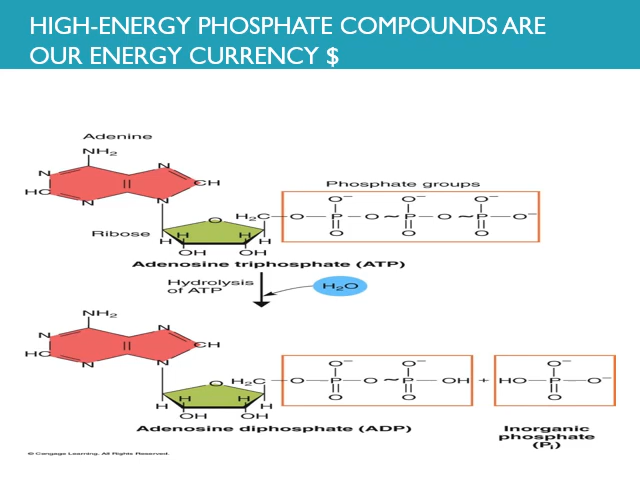 HIGH-ENERGY PHOSPHATE COMPOUNDS ARE
OUR ENERGY CURRENCY $
Adenine
NH2
N
N
HC
N
N
CH
Phosphate groups
O− O− O−
H2C—O—P—O~P—O~P—O−
O O O
O
Ribose
H H H H
OH OH
Adenosine triphosphate (ATP)
Hydrolysis
of ATP
H2O
NH2
N
N
HC
N
N
CH
O− O− O−
H2C—O—P—O~P—OH + HO—P—O−
O O O
O
H H H H
OH OH
Adenosine diphosphate (ADP)
Inorganic
phosphate
(Pi)
© Cengage Learning. All Rights Reserved.